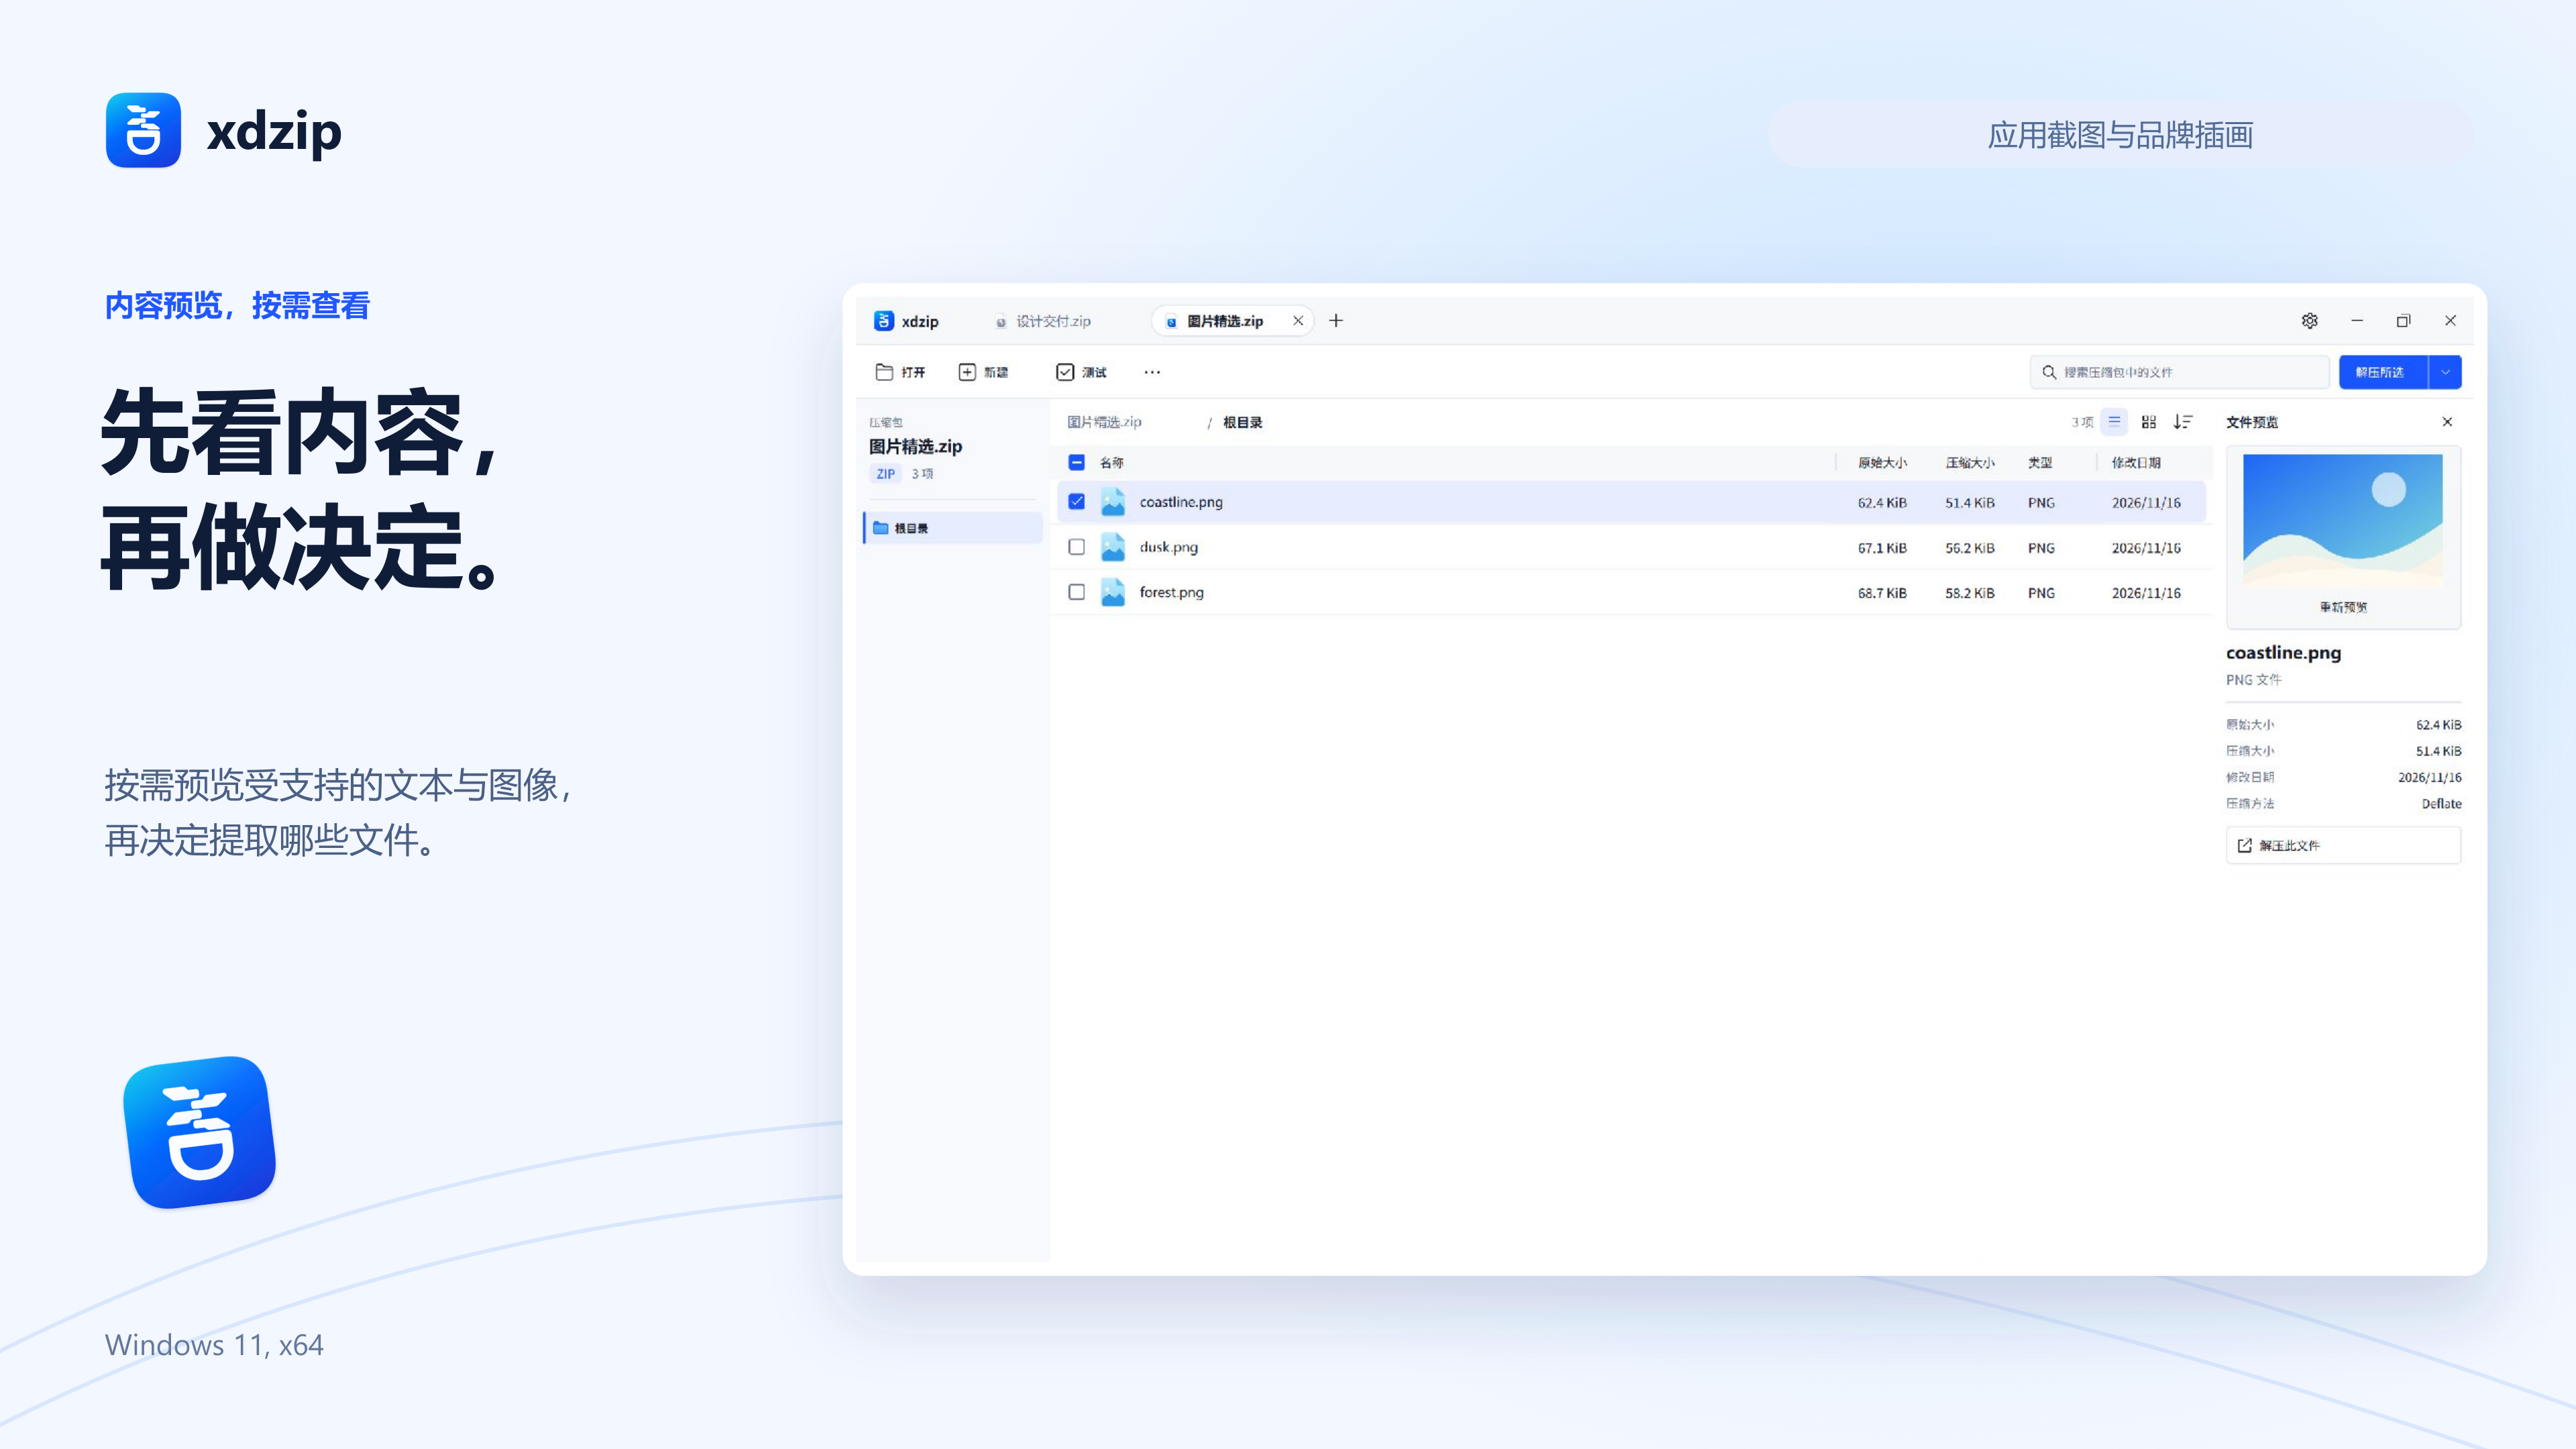 xdzip
应用截图与品牌插画
内容预览，按需查看
先看内容，
再做决定。
按需预览受支持的文本与图像，
再决定提取哪些文件。
Windows 11, x64
xdzip
设计交付.zip
图片精选.zip
打开
新建
测试
搜索压缩包中的文件
解压所选
压缩包
图片精选.zip
ZIP 3 项
根目录
图片精选.zip / 根目录
3 项
名称 原始大小 压缩大小 类型 修改日期
coastline.png 62.4 KiB 51.4 KiB PNG 2026/11/16
dusk.png 67.1 KiB 56.2 KiB PNG 2026/11/16
forest.png 68.7 KiB 58.2 KiB PNG 2026/11/16
文件预览
重新预览
coastline.png
PNG 文件
原始大小 62.4 KiB
压缩大小 51.4 KiB
修改日期 2026/11/16
压缩方法 Deflate
解压此文件